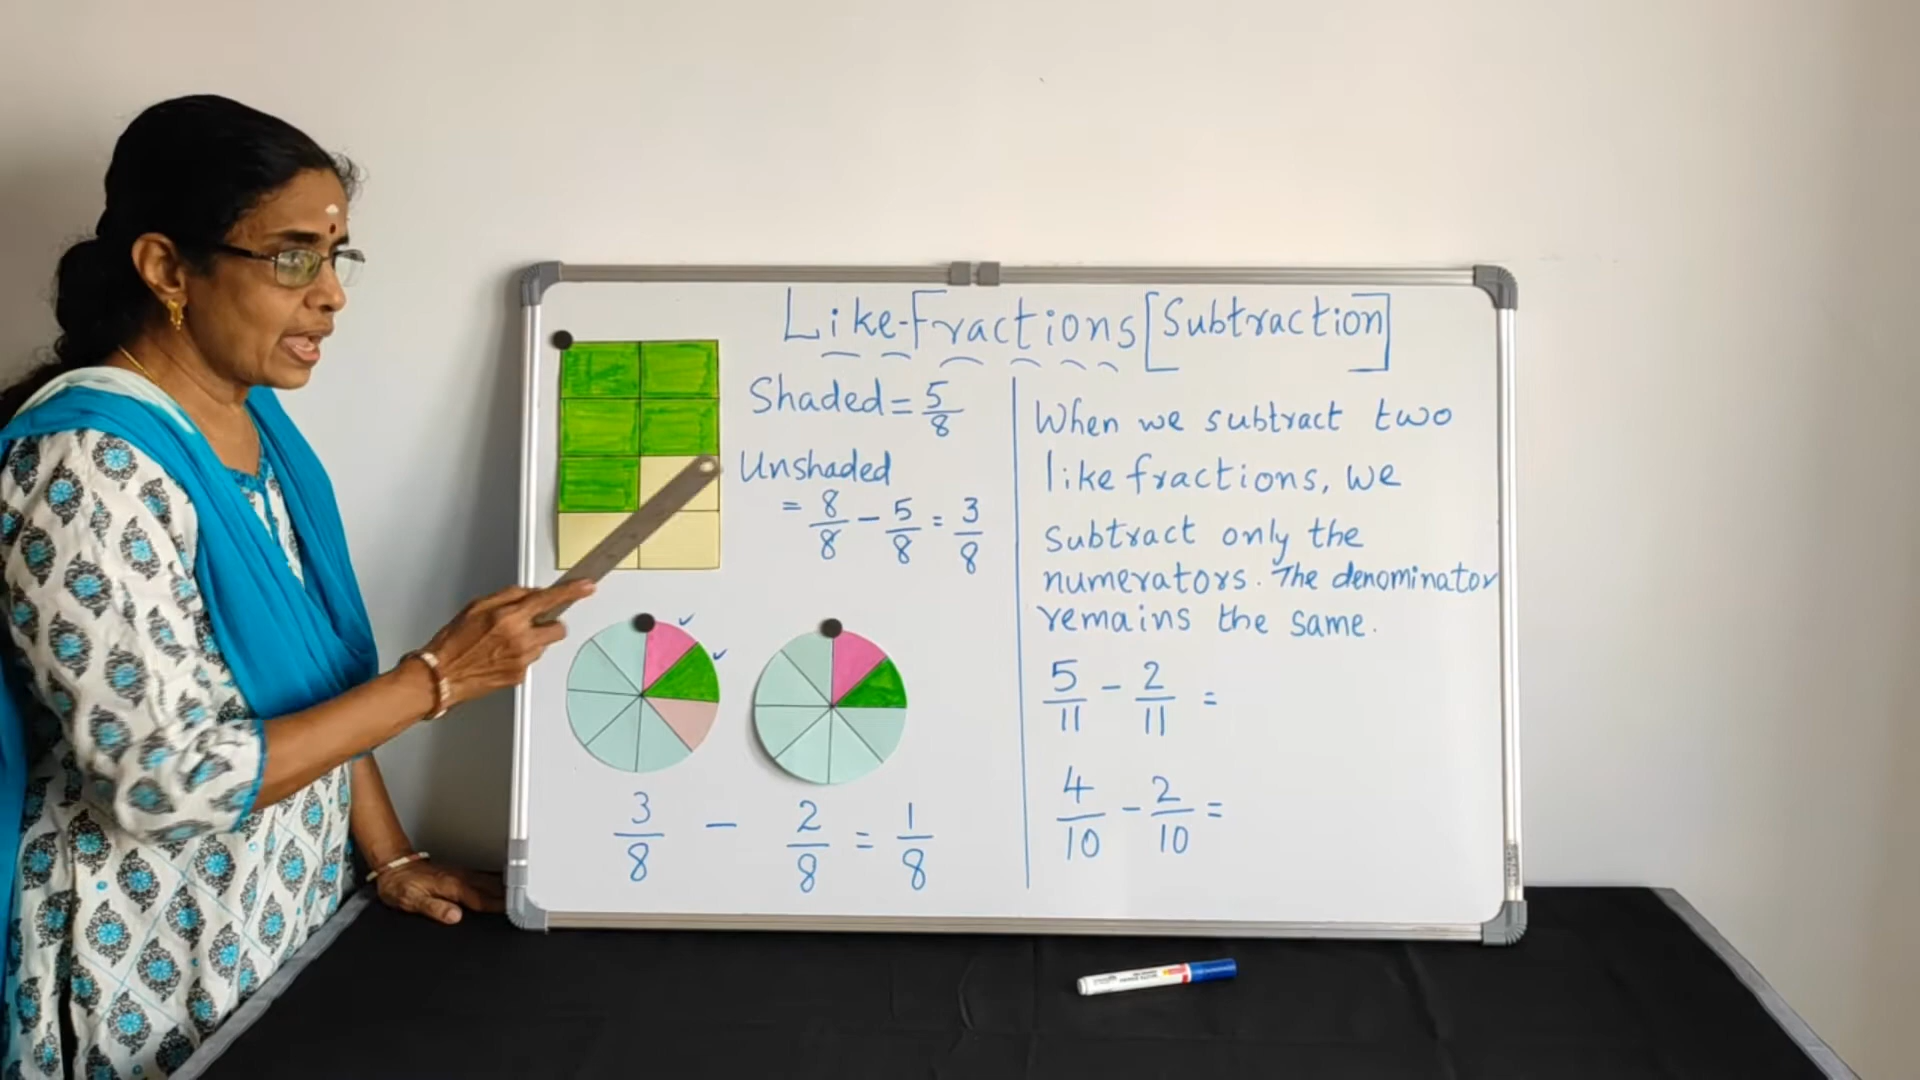 Like-Fractions [Subtraction]
Shaded = 5/8
Unshaded
= 8/8 - 5/8 = 3/8
3/8 - 2/8 = 1/8
When we subtract two
like fractions, we
subtract only the
numerators. The denominator
remains the same.
5/11 - 2/11 =
4/10 - 2/10 =